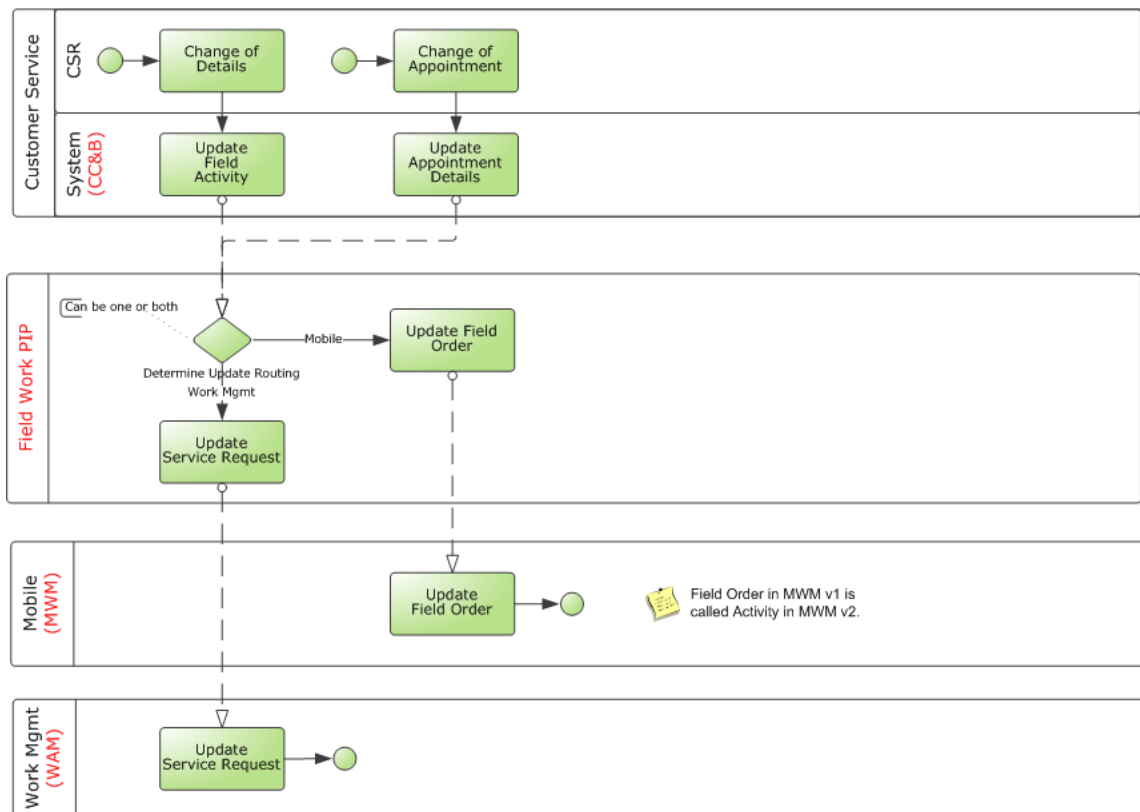 Customer Service
CSR
Change of
Details
Change of
Appointment
System
(CC&B)
Update
Field
Activity
Update
Appointment
Details
Field Work PIP
Can be one or both
Mobile
Update Field
Order
Determine Update Routing
Work Mgmt
Update
Service Request
Mobile
(MWM)
Update
Field Order
Field Order in MWM v1 is
called Activity in MWM v2.
Work Mgmt
(WAM)
Update
Service Request